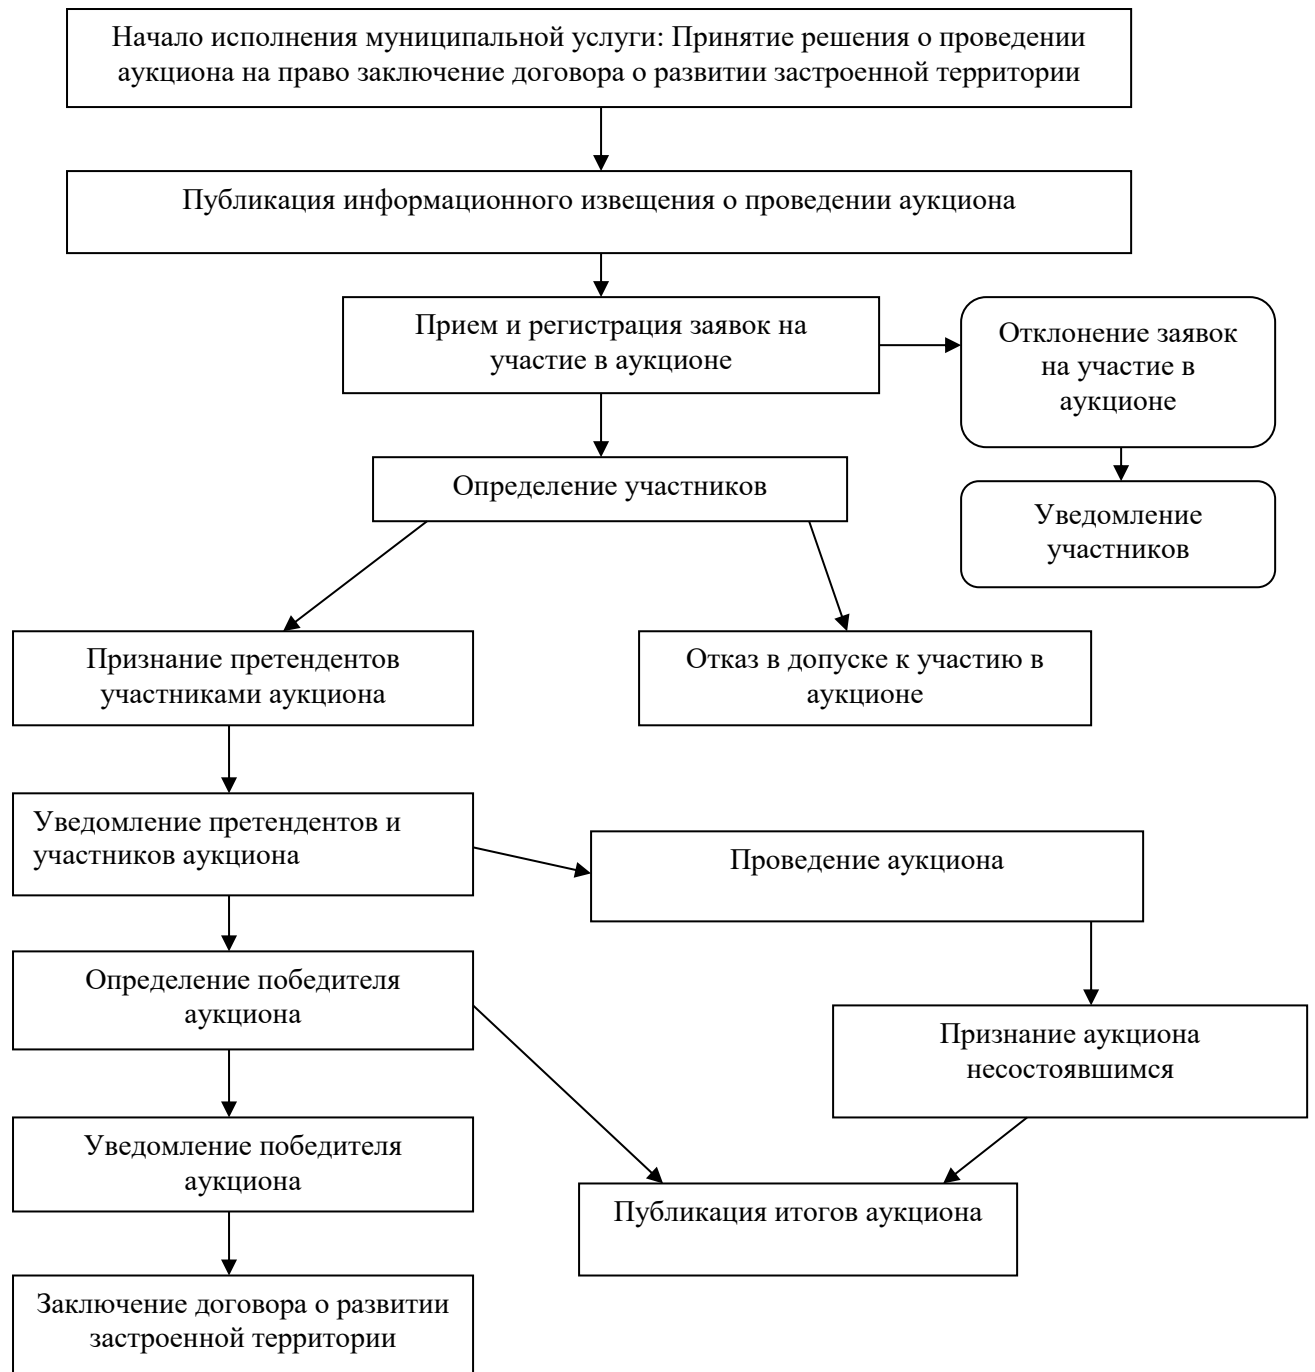 Начало исполнения муниципальной услуги: Принятие решения о проведении
аукциона на право заключение договора о развитии застроенной территории
Публикация информационного извещения о проведении аукциона
Прием и регистрация заявок на
участие в аукционе
Отклонение заявок
на участие в
аукционе
Определение участников
Уведомление
участников
Признание претендентов
участниками аукциона
Отказ в допуске к участию в
аукционе
Уведомление претендентов и
участников аукциона
Проведение аукциона
Определение победителя
аукциона
Признание аукциона
несостоявшимся
Уведомление победителя
аукциона
Публикация итогов аукциона
Заключение договора о развитии
застроенной территории